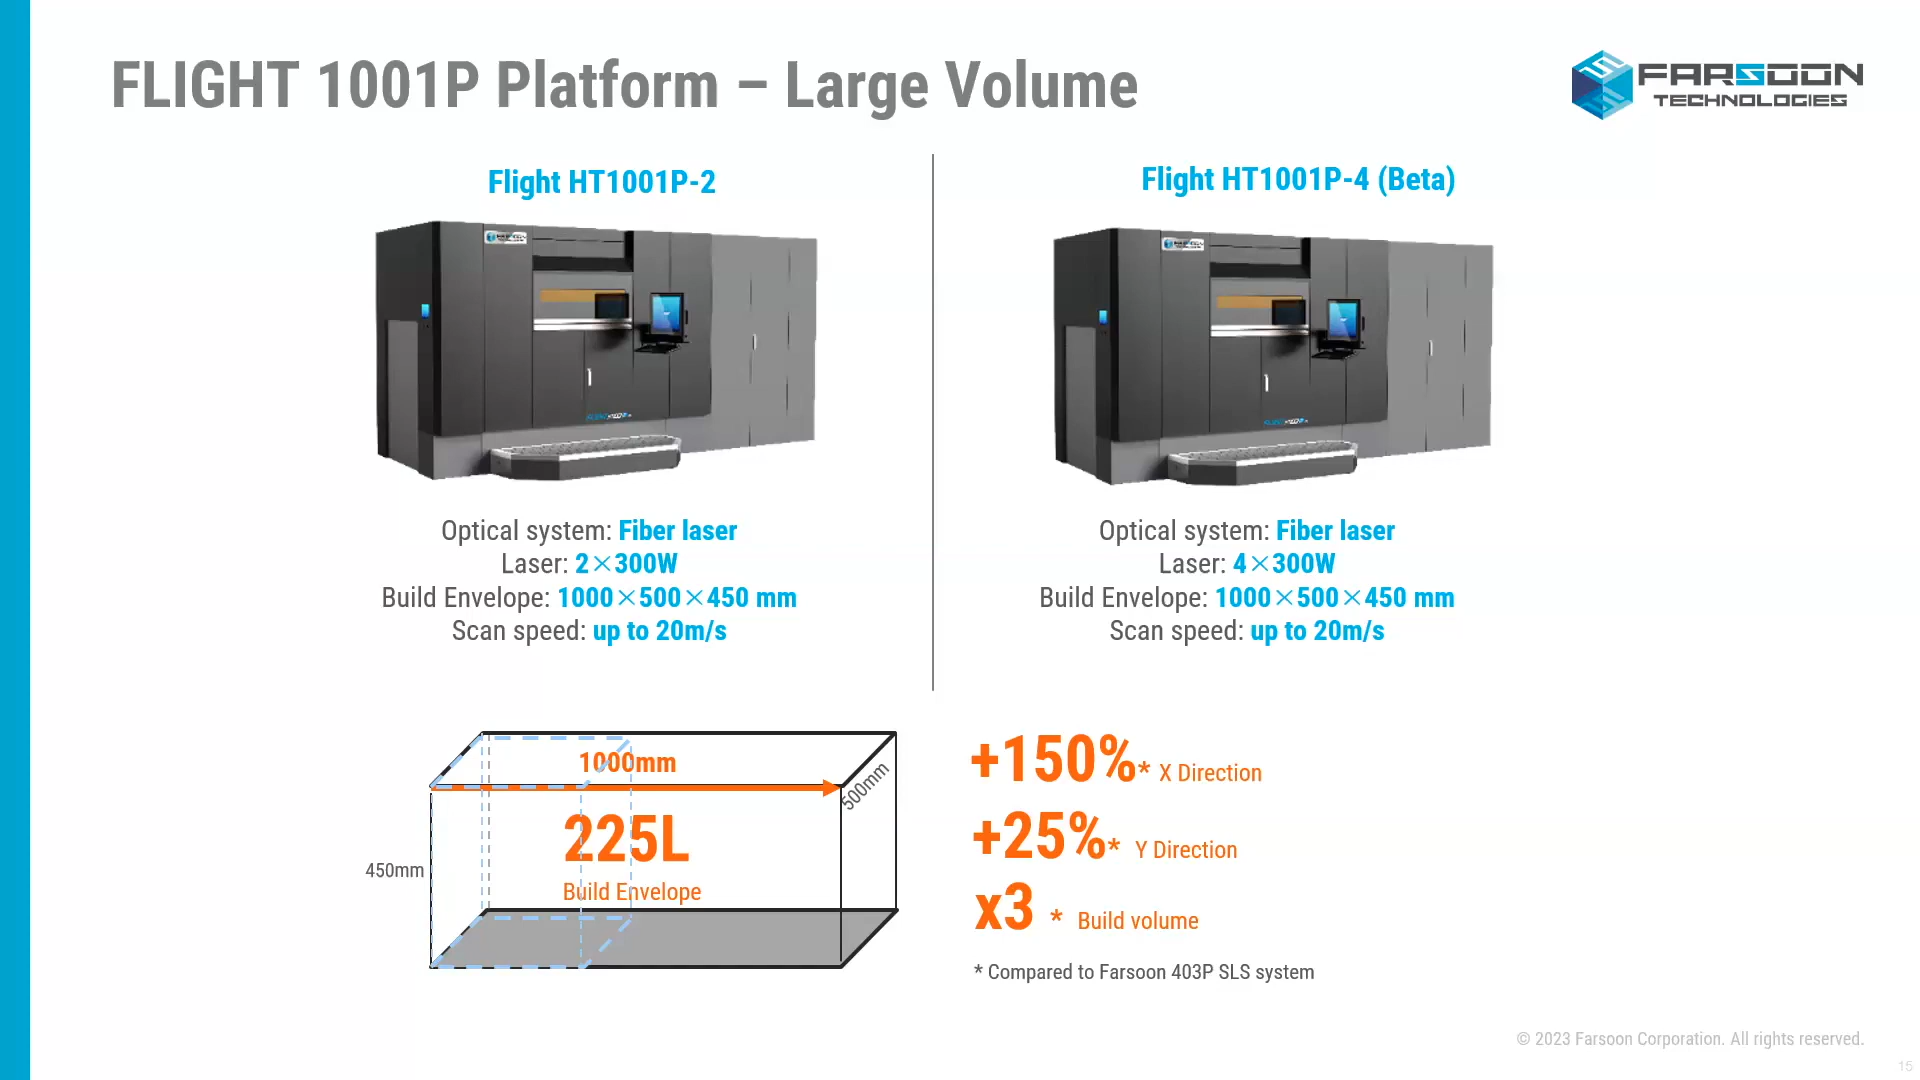 FLIGHT 1001P Platform – Large Volume
FARSOON
TECHNOLOGIES
Flight HT1001P-2
Optical system: Fiber laser
Laser: 2×300W
Build Envelope: 1000×500×450 mm
Scan speed: up to 20m/s
Flight HT1001P-4 (Beta)
Optical system: Fiber laser
Laser: 4×300W
Build Envelope: 1000×500×450 mm
Scan speed: up to 20m/s
1000mm
500mm
225L
Build Envelope
450mm
+150%* X Direction
+25%* Y Direction
x3 * Build volume
* Compared to Farsoon 403P SLS system
© 2023 Farsoon Corporation. All rights reserved.
15